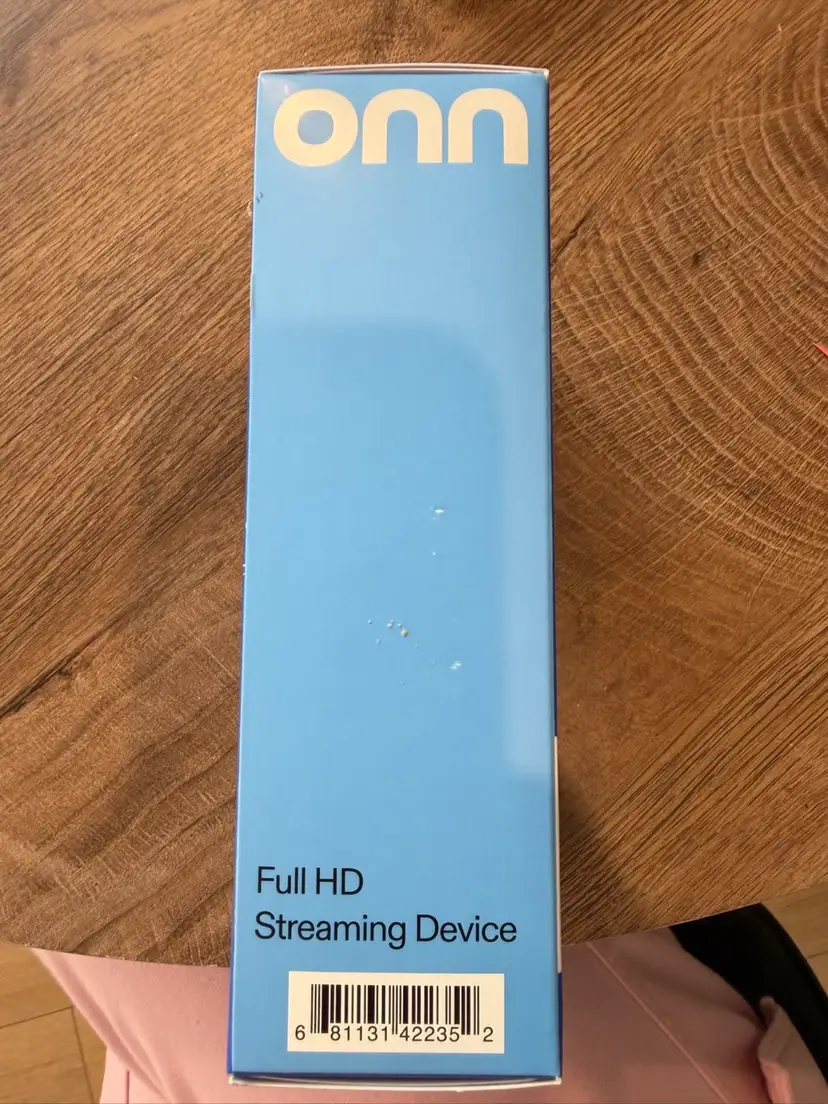 onn
Full HD
Streaming Device
6 81131 42235 2